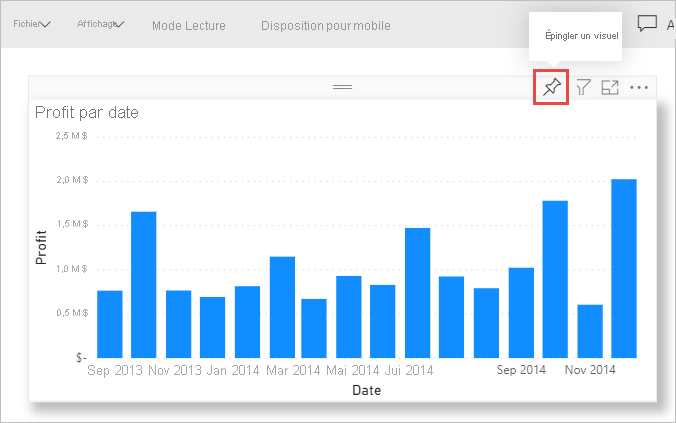 Fichier
Affichage
Mode Lecture
Disposition pour mobile
A
Épingler un visuel
Profit par date
2,5 M $
2,0 M $
1,5 M $
1,0 M $
0,5 M $
$-
Profit
Sep 2013 Nov 2013 Jan 2014 Mar 2014 Mai 2014 Jui 2014 Sep 2014 Nov 2014
Date